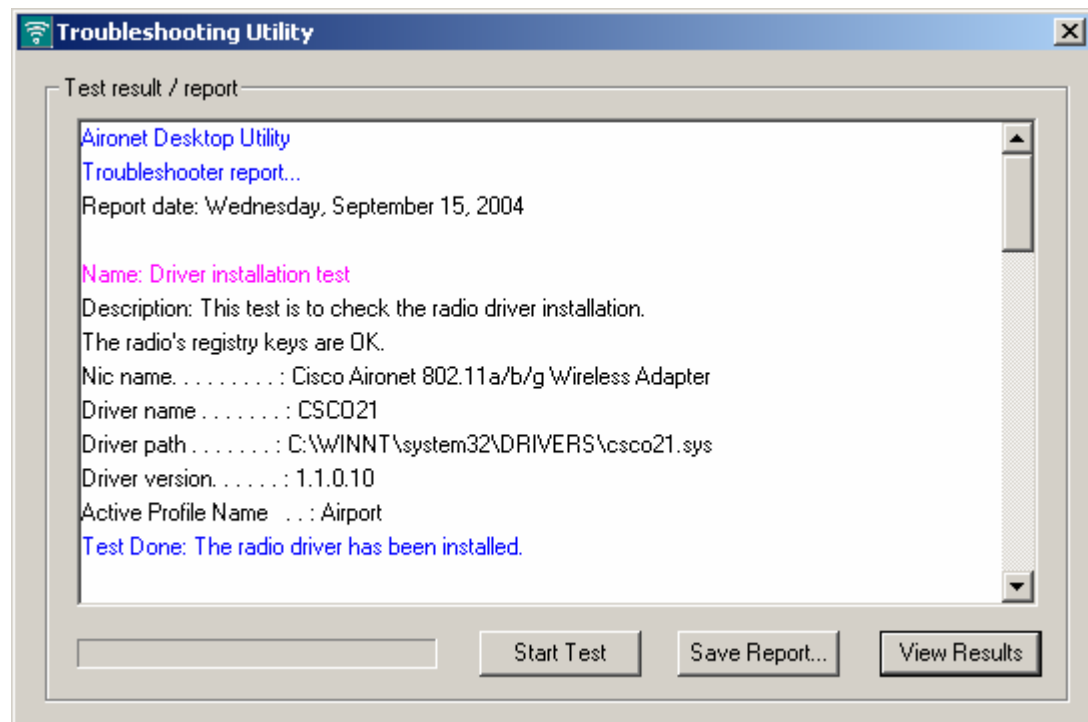 Troubleshooting Utility
Test result / report
Aironet Desktop Utility
Troubleshooter report...
Report date: Wednesday, September 15, 2004
Name: Driver installation test
Description: This test is to check the radio driver installation.
The radio's registry keys are OK.
Nic name. . . . . . . . . : Cisco Aironet 802.11a/b/g Wireless Adapter
Driver name . . . . . . . : CSCO21
Driver path . . . . . . . : C:\WINNT\system32\DRIVERS\csco21.sys
Driver version. . . . . . : 1.1.0.10
Active Profile Name . . : Airport
Test Done: The radio driver has been installed.
Start Test Save Report... View Results